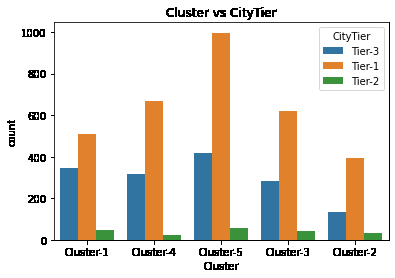 Cluster vs CityTier
CityTier
Tier-3
Tier-1
Tier-2
1000
800
600
400
200
0
count
Cluster-1 Cluster-4 Cluster-5 Cluster-3 Cluster-2
Cluster